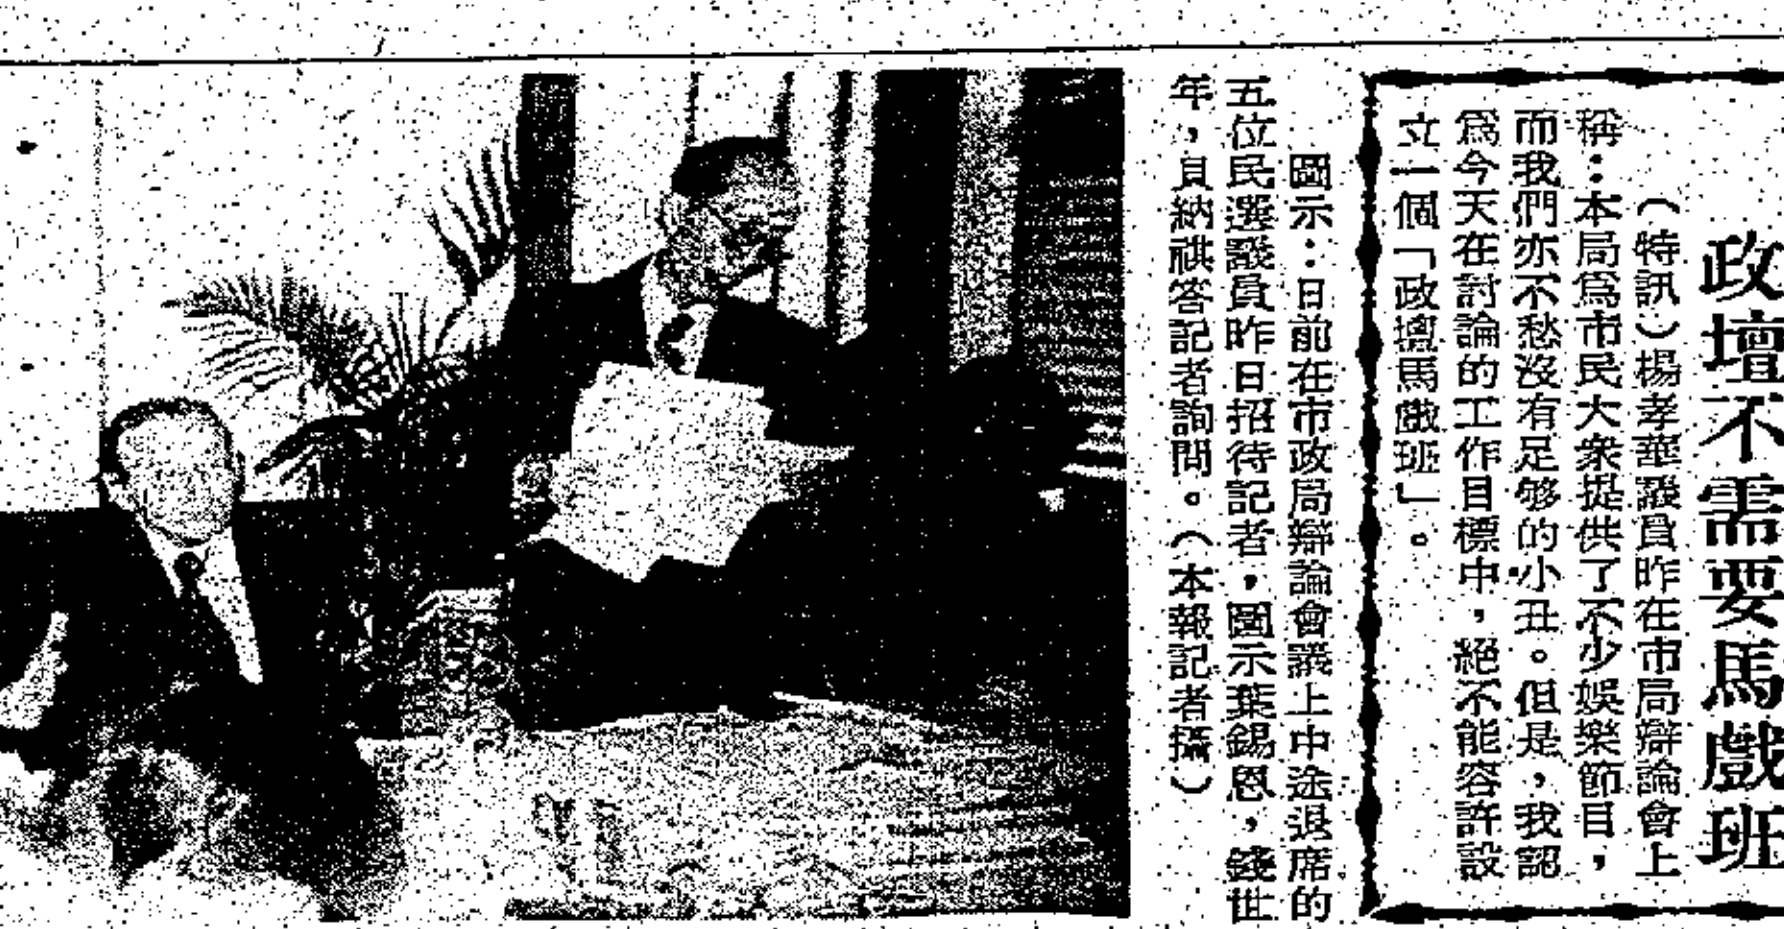 政壇不需要馬戲班
（特訊）楊孝華議員昨在市局辯論會上
稱：本局爲市民大衆提供了不少娛樂節目，
而我們亦不愁沒有足够的小丑。但是，我認
爲今天在討論的工作目標中，絕不能容許設
立一個「政壇馬戲班」。
圖示：日前在市政局辯論會議上中途退席的
五位民選議員昨日招待記者，圖示葉錫恩，錢世
年，貝納祺答記者詢問。（本報記者攝）